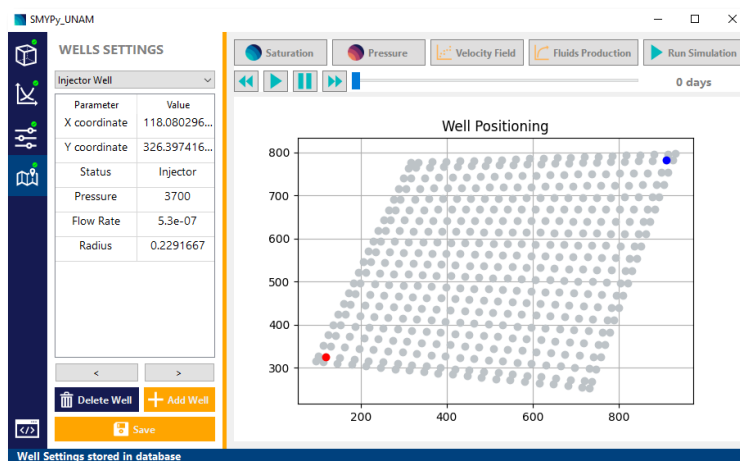 SMYPy_UNAM
WELLS SETTINGS
Injector Well
Parameter Value
X coordinate 118.080296...
Y coordinate 326.397416...
Status Injector
Pressure 3700
Flow Rate 5.3e-07
Radius 0.2291667
< >
Delete Well Add Well
Save
Saturation Pressure Velocity Field Fluids Production Run Simulation
0 days
Well Positioning
800
700
600
500
400
300
200 400 600 800
Well Settings stored in database